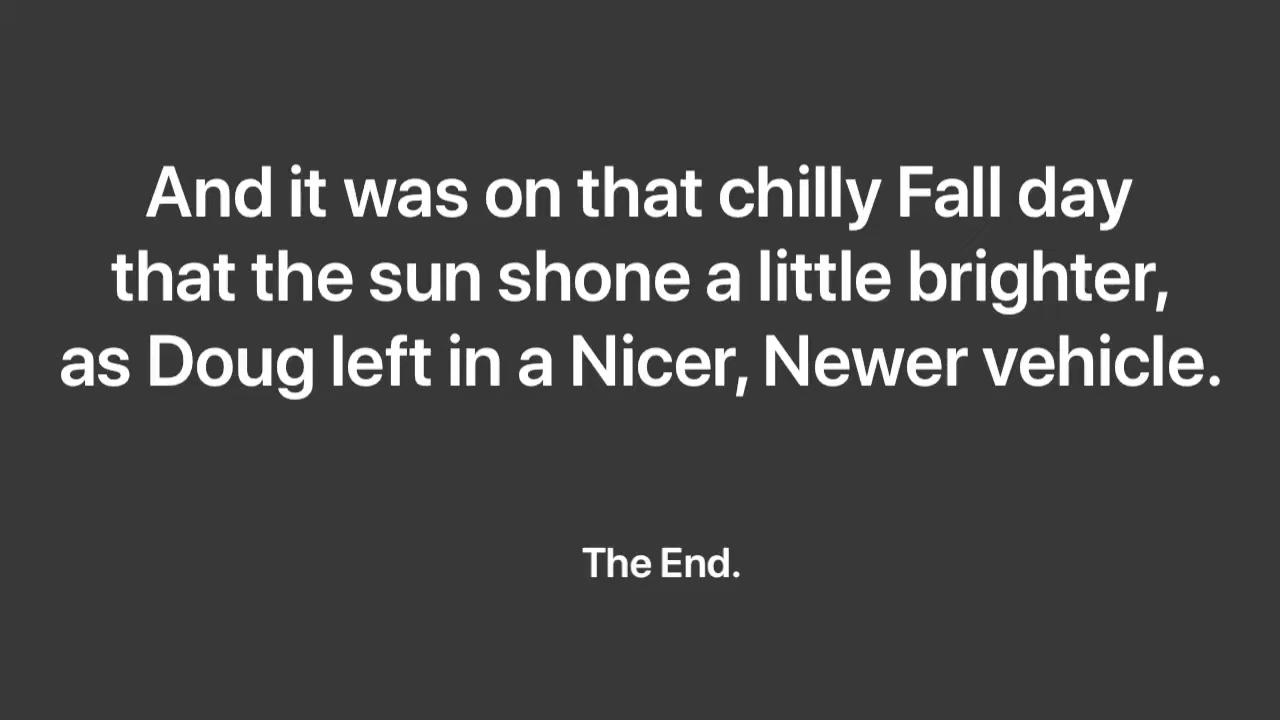 And it was on that chilly Fall day
that the sun shone a little brighter,
as Doug left in a Nicer, Newer vehicle.
The End.